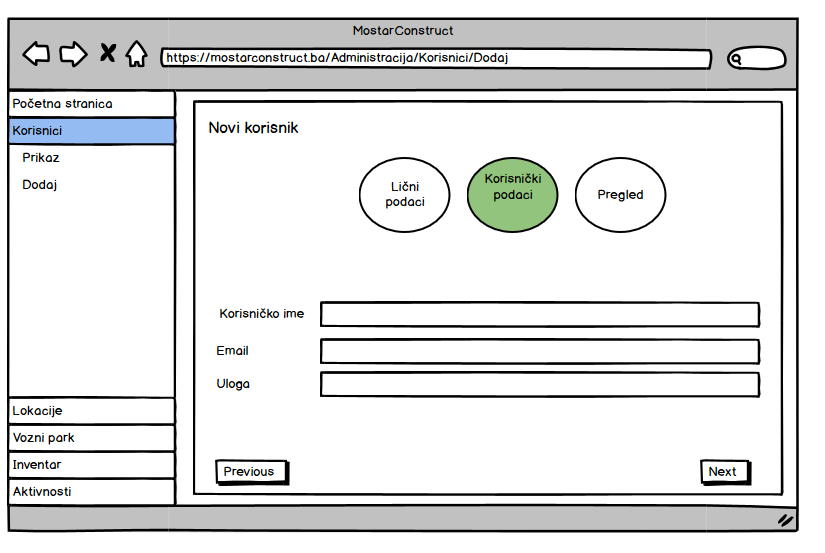 MostarConstruct
https://mostarconstruct.ba/Administracija/Korisnici/Dodaj
Početna stranica
Korisnici
Prikaz
Dodaj
Lokacije
Vozni park
Inventar
Aktivnosti
Novi korisnik
Lični
podaci
Korisnički
podaci
Pregled
Korisničko ime
Email
Uloga
Previous
Next